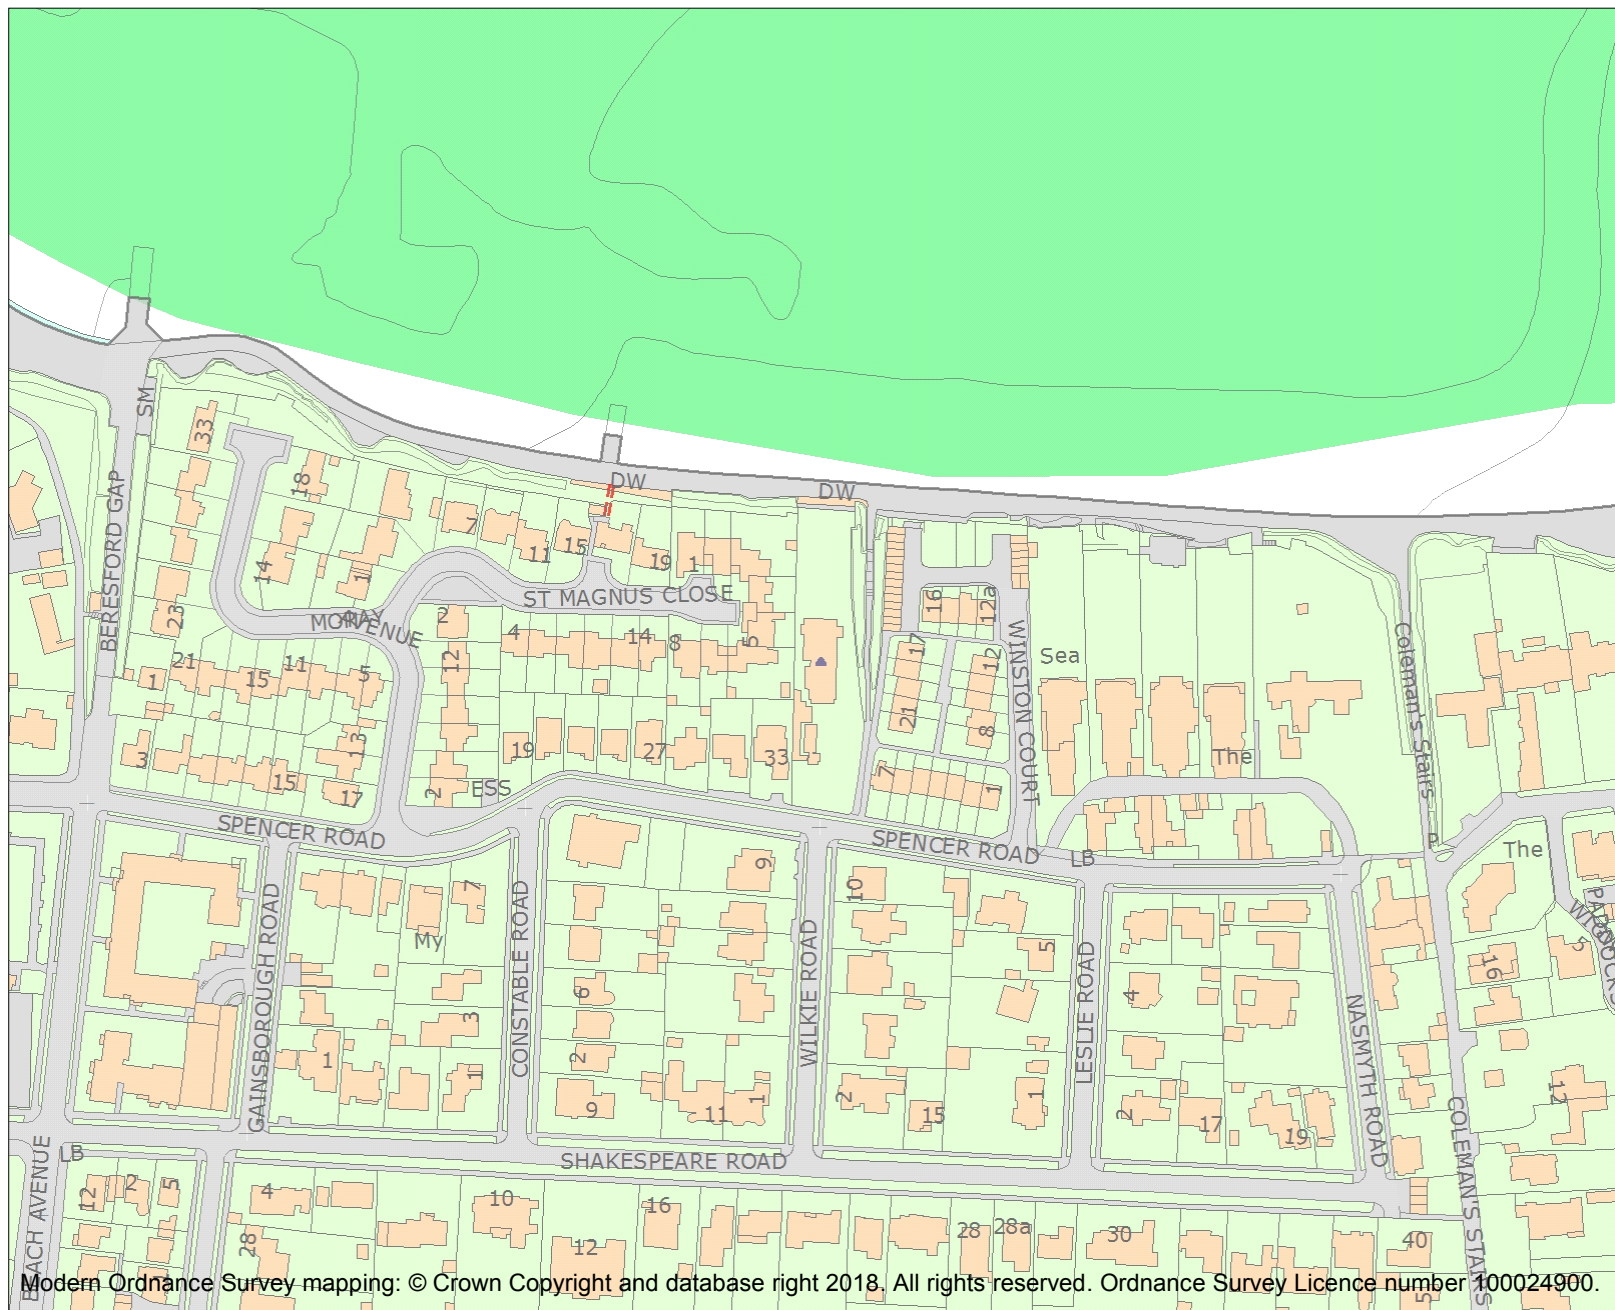 SM
33
BERESFORD GAP
18
DW
DW
7
11
15
19
1
14
1
23
MORAY
AVENUE
ST MAGNUS CLOSE
2
4
14
8
5
12
16
12a
17
12
WINSTON COURT
Sea
Coleman's Stairs
21
1
15
11
5
21
8
3
13
15
17
19
27
33
2
ESS
7
1
The
SPENCER ROAD
SPENCER ROAD
LB
P
The
GAINSBOROUGH ROAD
7
My
CONSTABLE ROAD
9
10
WILKIE ROAD
5
LESLIE ROAD
4
NASMYTH ROAD
16
5
6
3
2
1
1
9
11
1
2
15
1
2
17
19
12
COLEMAN'S STAIRS
LB
SHAKESPEARE ROAD
BEACH AVENUE
12
2
5
4
10
16
28
12
28
28a
30
40
5
Modern Ordnance Survey mapping: © Crown Copyright and database right 2018. All rights reserved. Ordnance Survey Licence number 100024900.